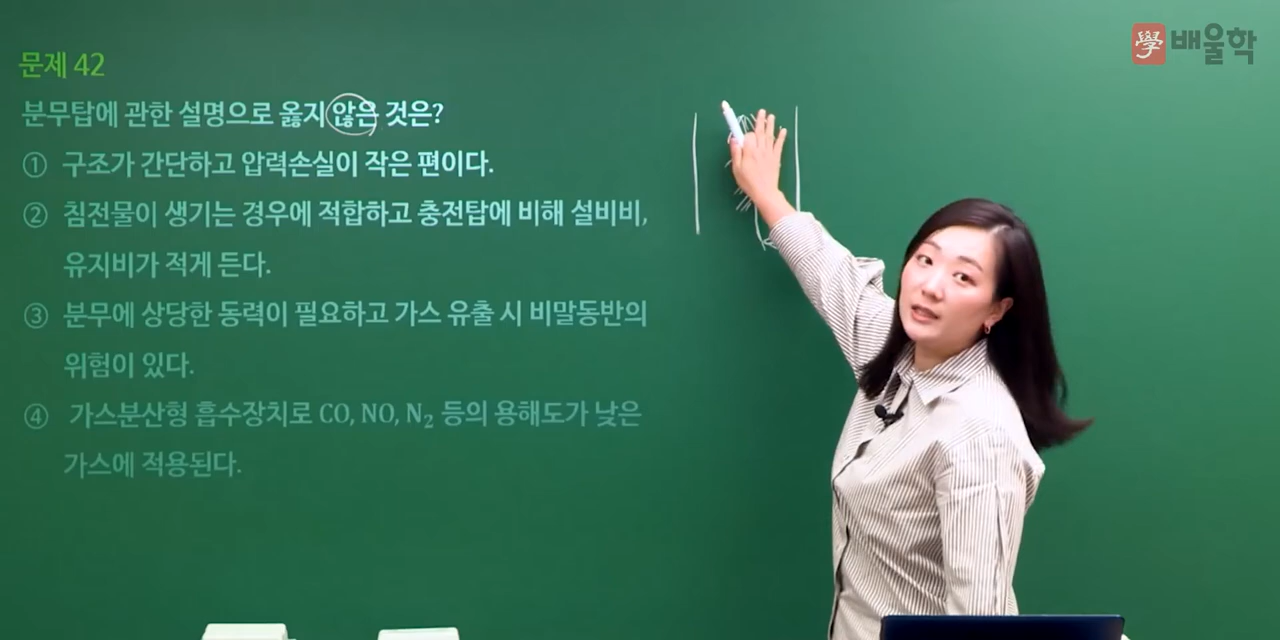 學 배울학
문제 42
분무탑에 관한 설명으로 옳지 않은 것은?
① 구조가 간단하고 압력손실이 작은 편이다.
② 침전물이 생기는 경우에 적합하고 충전탑에 비해 설비비,
유지비가 적게 든다.
③ 분무에 상당한 동력이 필요하고 가스 유출 시 비말동반의
위험이 있다.
④ 가스분산형 흡수장치로 CO, NO, N₂ 등의 용해도가 낮은
가스에 적용된다.